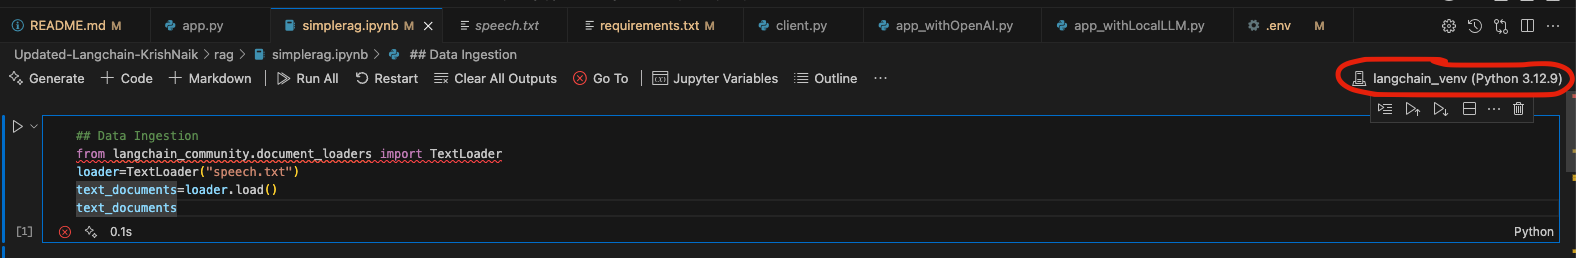 README.md M app.py simplerag.ipynb M speech.txt requirements.txt M client.py app_withOpenAI.py app_withLocalLLM.py .env M
Updated-Langchain-KrishNaik > rag > simplerag.ipynb > ## Data Ingestion
Generate + Code + Markdown | Run All Restart Clear All Outputs Go To | Jupyter Variables Outline ... langchain_venv (Python 3.12.9)
## Data Ingestion
from langchain_community.document_loaders import TextLoader
loader=TextLoader("speech.txt")
text_documents=loader.load()
text_documents
[1] 0.1s Python